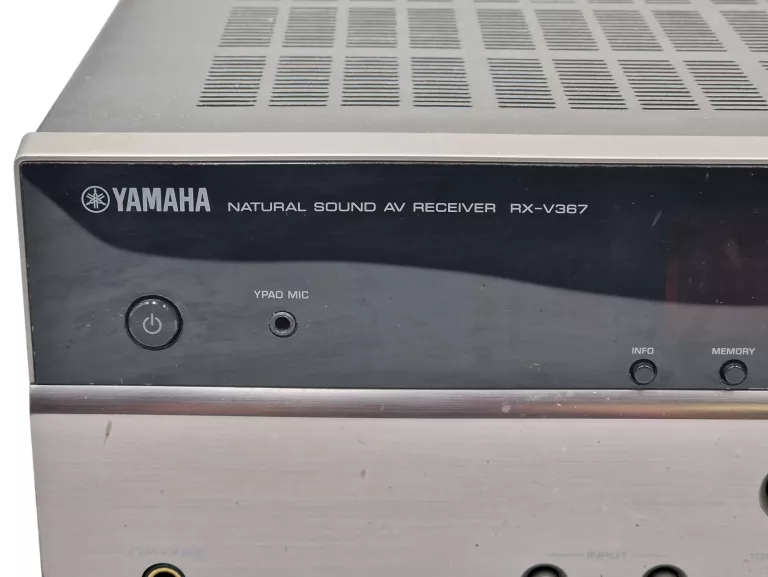 YAMAHA NATURAL SOUND AV RECEIVER RX-V367
YPAO MIC
INFO MEMORY
INPUT